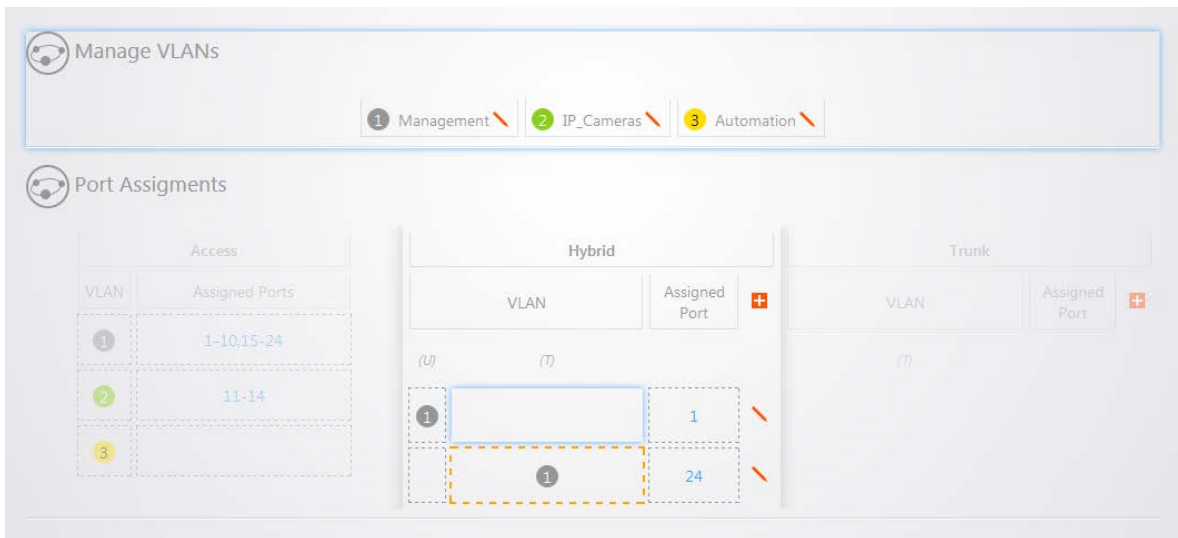 Manage VLANs
1 Management 2 IP_Cameras 3 Automation
Port Assigments
Access
VLAN Assigned Ports
1 1-10,15-24
2 11-14
3
Hybrid
VLAN Assigned Port
(U) (T)
1 1
1 24
Trunk
VLAN Assigned Port
(T)